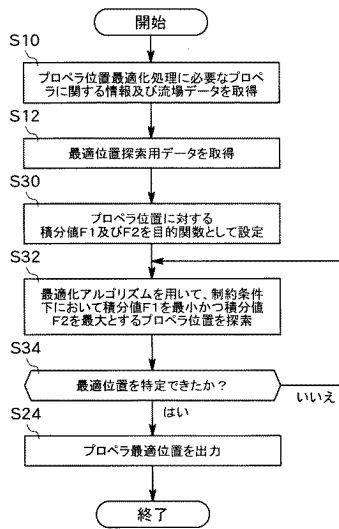 開始
S10
プロペラ位置最適化処理に必要なプロペ
ラに関する情報及び流場データを取得
S12
最適位置探索用データを取得
S30
プロペラ位置に対する
積分値F1及びF2を目的関数として設定
S32
最適化アルゴリズムを用いて、制約条件
下において積分値F1を最小かつ積分値
F2を最大とするプロペラ位置を探索
S34
最適位置を特定できたか？
いいえ
はい
S24
プロペラ最適位置を出力
終了